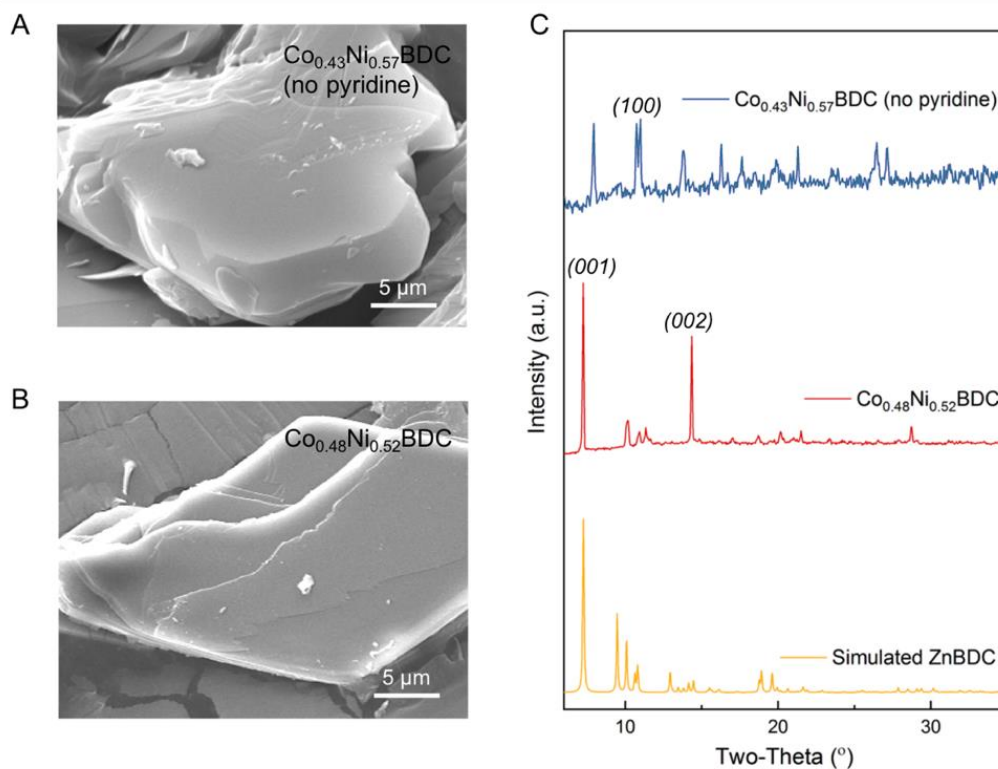 A
Co₀.₄₃Ni₀.₅₇BDC
(no pyridine)
5 µm
B
Co₀.₄₈Ni₀.₅₂BDC
5 µm
C
(100)
Co₀.₄₃Ni₀.₅₇BDC (no pyridine)
(001)
(002)
Co₀.₄₈Ni₀.₅₂BDC
Simulated ZnBDC
Intensity (a.u.)
10 20 30
Two-Theta (º)